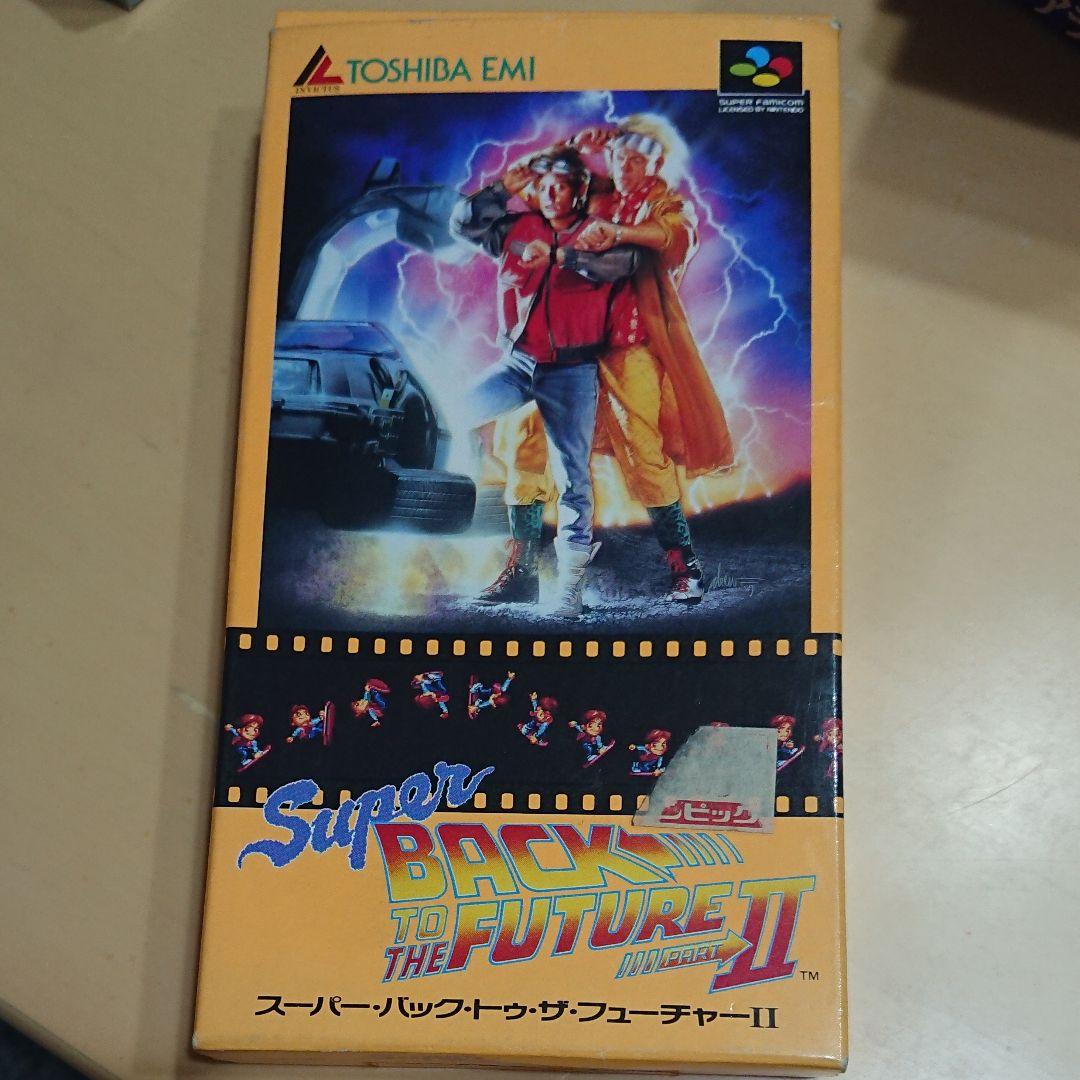 INVICTUS
TOSHIBA EMI
SUPER FAMICOM
LICENSED BY NINTENDO
ピック
Super
BACK
TO THE FUTURE
PART II
TM
スーパー・バック・トゥ・ザ・フューチャーII